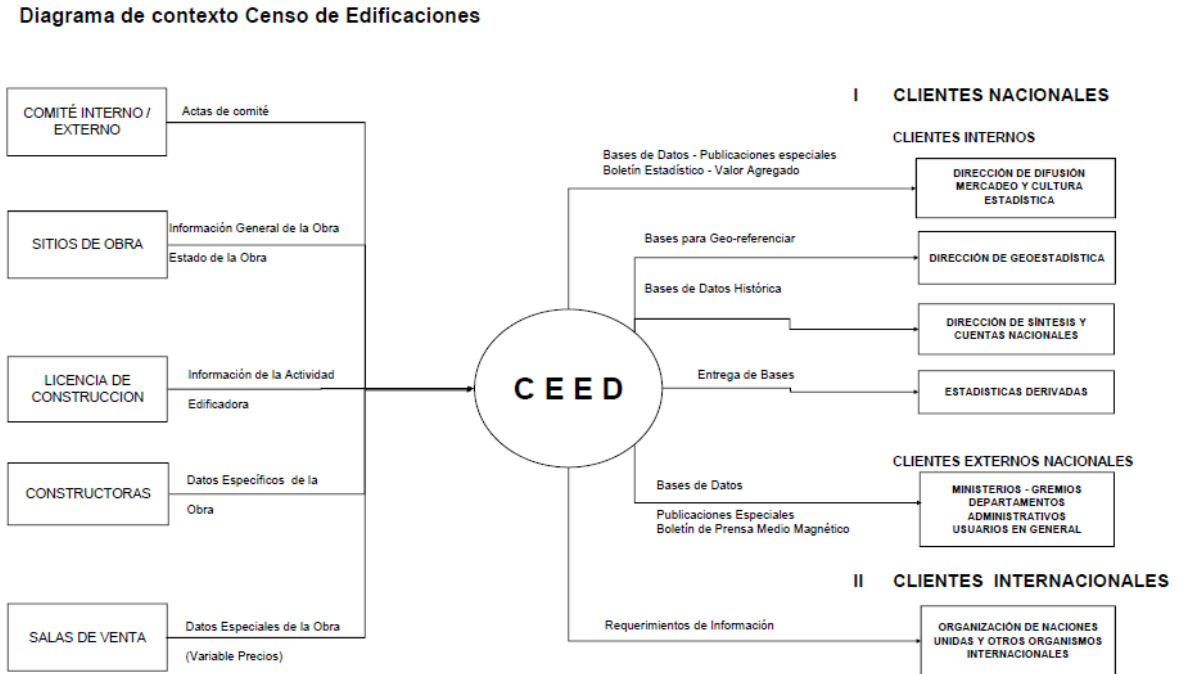 Diagrama de contexto Censo de Edificaciones
COMITÉ INTERNO /
EXTERNO
Actas de comité
SITIOS DE OBRA
Información General de la Obra
Estado de la Obra
LICENCIA DE
CONSTRUCCION
Información de la Actividad
Edificadora
CONSTRUCTORAS
Datos Específicos de la
Obra
SALAS DE VENTA
Datos Especiales de la Obra
(Variable Precios)
C E E D
I CLIENTES NACIONALES
CLIENTES INTERNOS
Bases de Datos - Publicaciones especiales
Boletín Estadístico - Valor Agregado
DIRECCIÓN DE DIFUSIÓN
MERCADEO Y CULTURA
ESTADÍSTICA
Bases para Geo-referenciar
DIRECCIÓN DE GEOESTADÍSTICA
Bases de Datos Histórica
DIRECCIÓN DE SÍNTESIS Y
CUENTAS NACIONALES
Entrega de Bases
ESTADISTICAS DERIVADAS
CLIENTES EXTERNOS NACIONALES
Bases de Datos
Publicaciones Especiales
Boletín de Prensa Medio Magnético
MINISTERIOS - GREMIOS
DEPARTAMENTOS
ADMINISTRATIVOS
USUARIOS EN GENERAL
II CLIENTES INTERNACIONALES
Requerimientos de Información
ORGANIZACIÓN DE NACIONES
UNIDAS Y OTROS ORGANISMOS
INTERNACIONALES